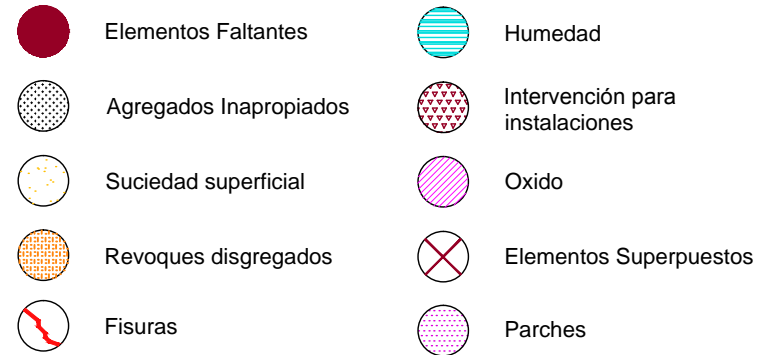 Elementos Faltantes
Agregados Inapropiados
Suciedad superficial
Revoques disgregados
Fisuras
Humedad
Intervención para
instalaciones
Oxido
Elementos Superpuestos
Parches